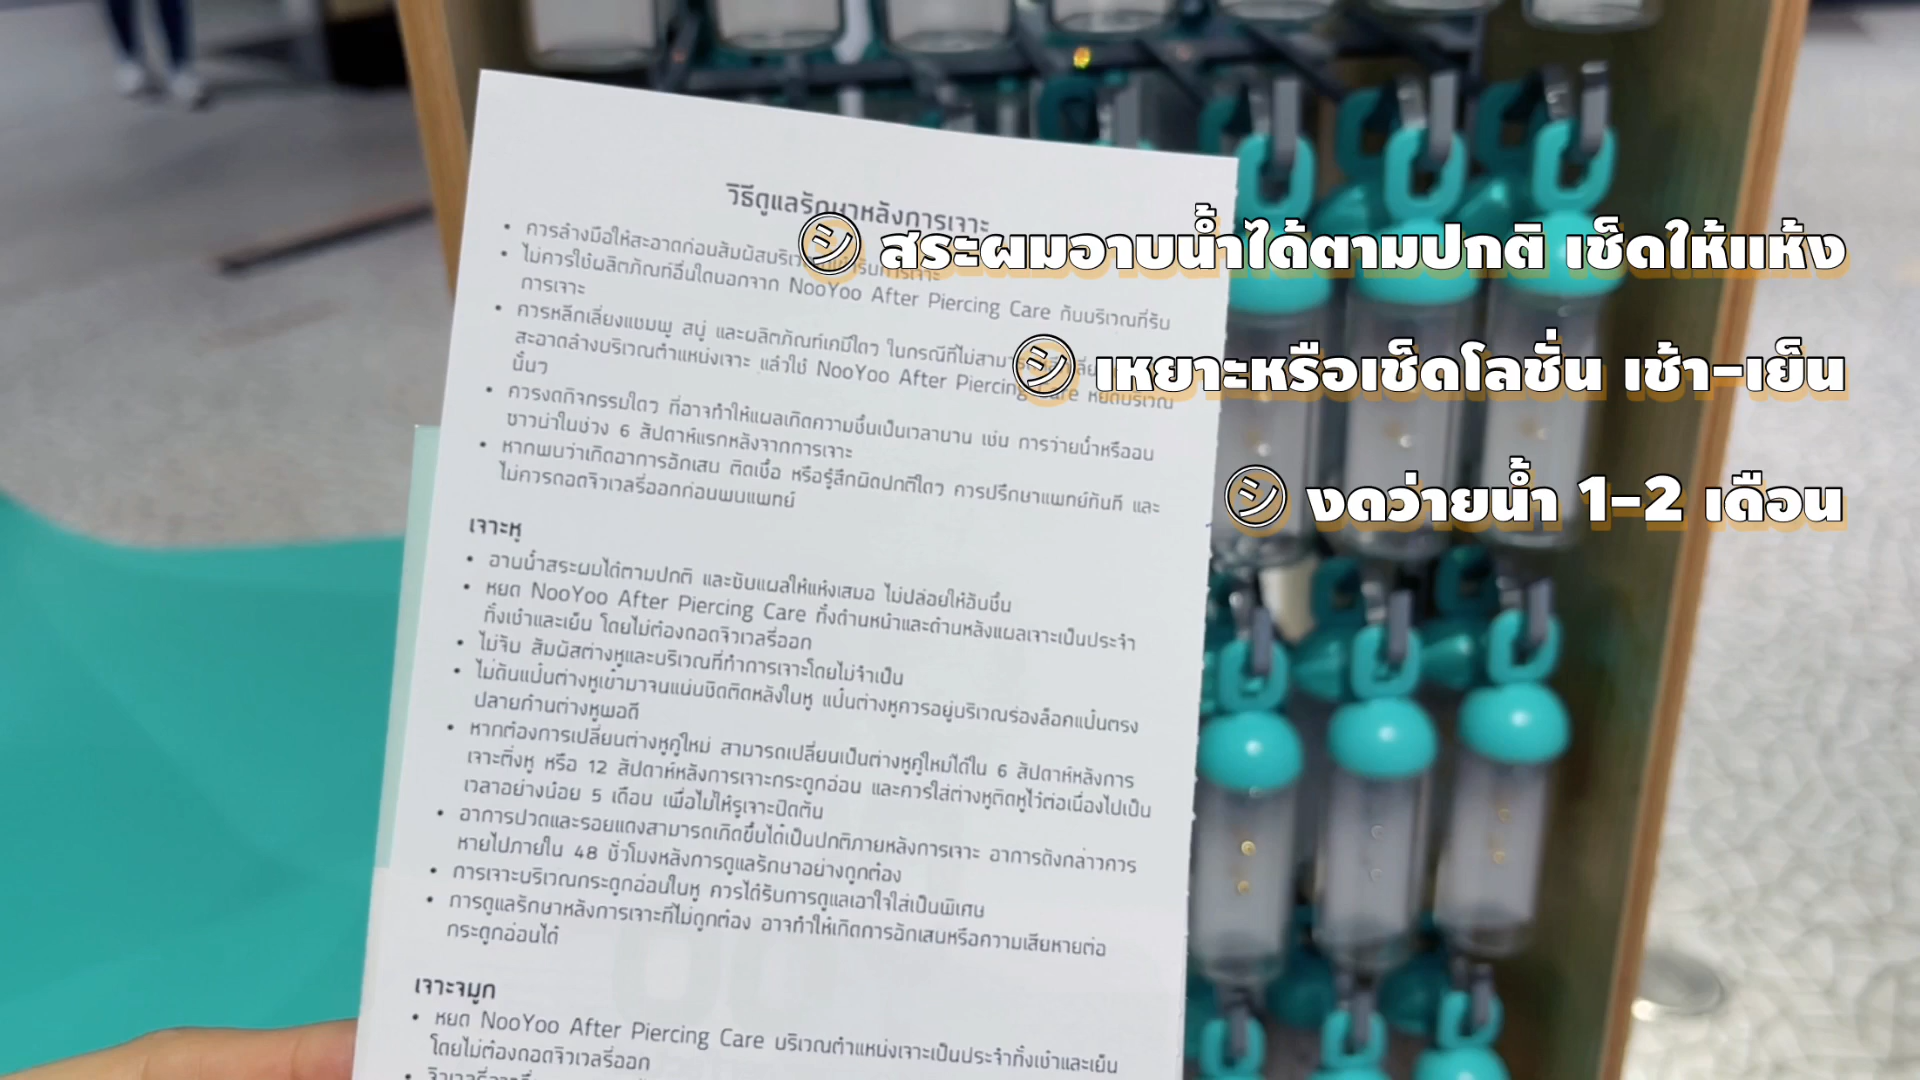 วิธีดูแลรักษาหลังการเจาะ
ควรล้างมือให้สะอาดก่อนสัมผัสบริเวณที่เข้ารับการเจาะ
ไม่ควรใช้ผลิตภัณฑ์อื่นใดนอกจาก NooYoo After Piercing Care กับบริเวณที่รับ
การเจาะ
ควรหลีกเลี่ยงแชมพู สบู่ และผลิตภัณฑ์เคมีใดๆ ในกรณีที่ไม่สามารถ
สะอาดล้างบริเวณตำแหน่งเจาะ แล้วใช้ NooYoo After Piercing Care หยดบริเวณ
นั้นๆ
ควรงดกิจกรรมใดๆ ที่อาจทำให้แผลเกิดความชื้นเป็นเวลานาน เช่น การว่ายน้ำหรืออบ
ซาวน่าในช่วง 6 สัปดาห์แรกหลังจากการเจาะ
หากพบว่าเกิดอาการอักเสบ ติดเชื้อ หรือรู้สึกผิดปกติใดๆ ควรปรึกษาแพทย์ทันที และ
ไม่ควรถอดจิวเวลรี่ออกก่อนพบแพทย์
เจาะหู
อาบน้ำสระผมได้ตามปกติ และซับแผลให้แห้งเสมอ ไม่ปล่อยให้อับชื้น
หยด NooYoo After Piercing Care ทั้งด้านหน้าและด้านหลังแผลเจาะเป็นประจำ
ทั้งเช้าและเย็น โดยไม่ต้องถอดจิวเวลรี่ออก
ไม่จับ สัมผัสต่างหูและบริเวณที่ทำการเจาะโดยไม่จำเป็น
ไม่ดันแป้นต่างหูเข้ามาจนแน่นชิดติดหลังใบหู แป้นต่างหูควรอยู่บริเวณร่องล็อคแป้นตรง
ปลายก้านต่างหูพอดี
หากต้องการเปลี่ยนต่างหูคู่ใหม่ สามารถเปลี่ยนเป็นต่างหูคู่ใหม่ได้ใน 6 สัปดาห์หลังการ
เจาะติ่งหู หรือ 12 สัปดาห์หลังการเจาะกระดูกอ่อน และควรใส่ต่างหูติดหูไว้ต่อเนื่องไปเป็น
เวลาอย่างน้อย 5 เดือน เพื่อไม่ให้รูเจาะปิดตัน
อาการปวดและรอยแดงสามารถเกิดขึ้นได้เป็นปกติภายหลังการเจาะ อาการดังกล่าวควร
หายไปภายใน 48 ชั่วโมงหลังการดูแลรักษาอย่างถูกต้อง
การเจาะบริเวณกระดูกอ่อนใบหู ควรได้รับการดูแลเอาใจใส่เป็นพิเศษ
การดูแลรักษาหลังการเจาะที่ไม่ถูกต้อง อาจทำให้เกิดการอักเสบหรือความเสียหายต่อ
กระดูกอ่อนได้
เจาะจมูก
หยด NooYoo After Piercing Care บริเวณตำแหน่งเจาะเป็นประจำทั้งเช้าและเย็น
โดยไม่ต้องถอดจิวเวลรี่ออก
シ สระผมอาบน้ำได้ตามปกติ เช็ดให้แห้ง
シ เหยาะหรือเช็ดโลชั่น เช้า-เย็น
シ งดว่ายน้ำ 1-2 เดือน